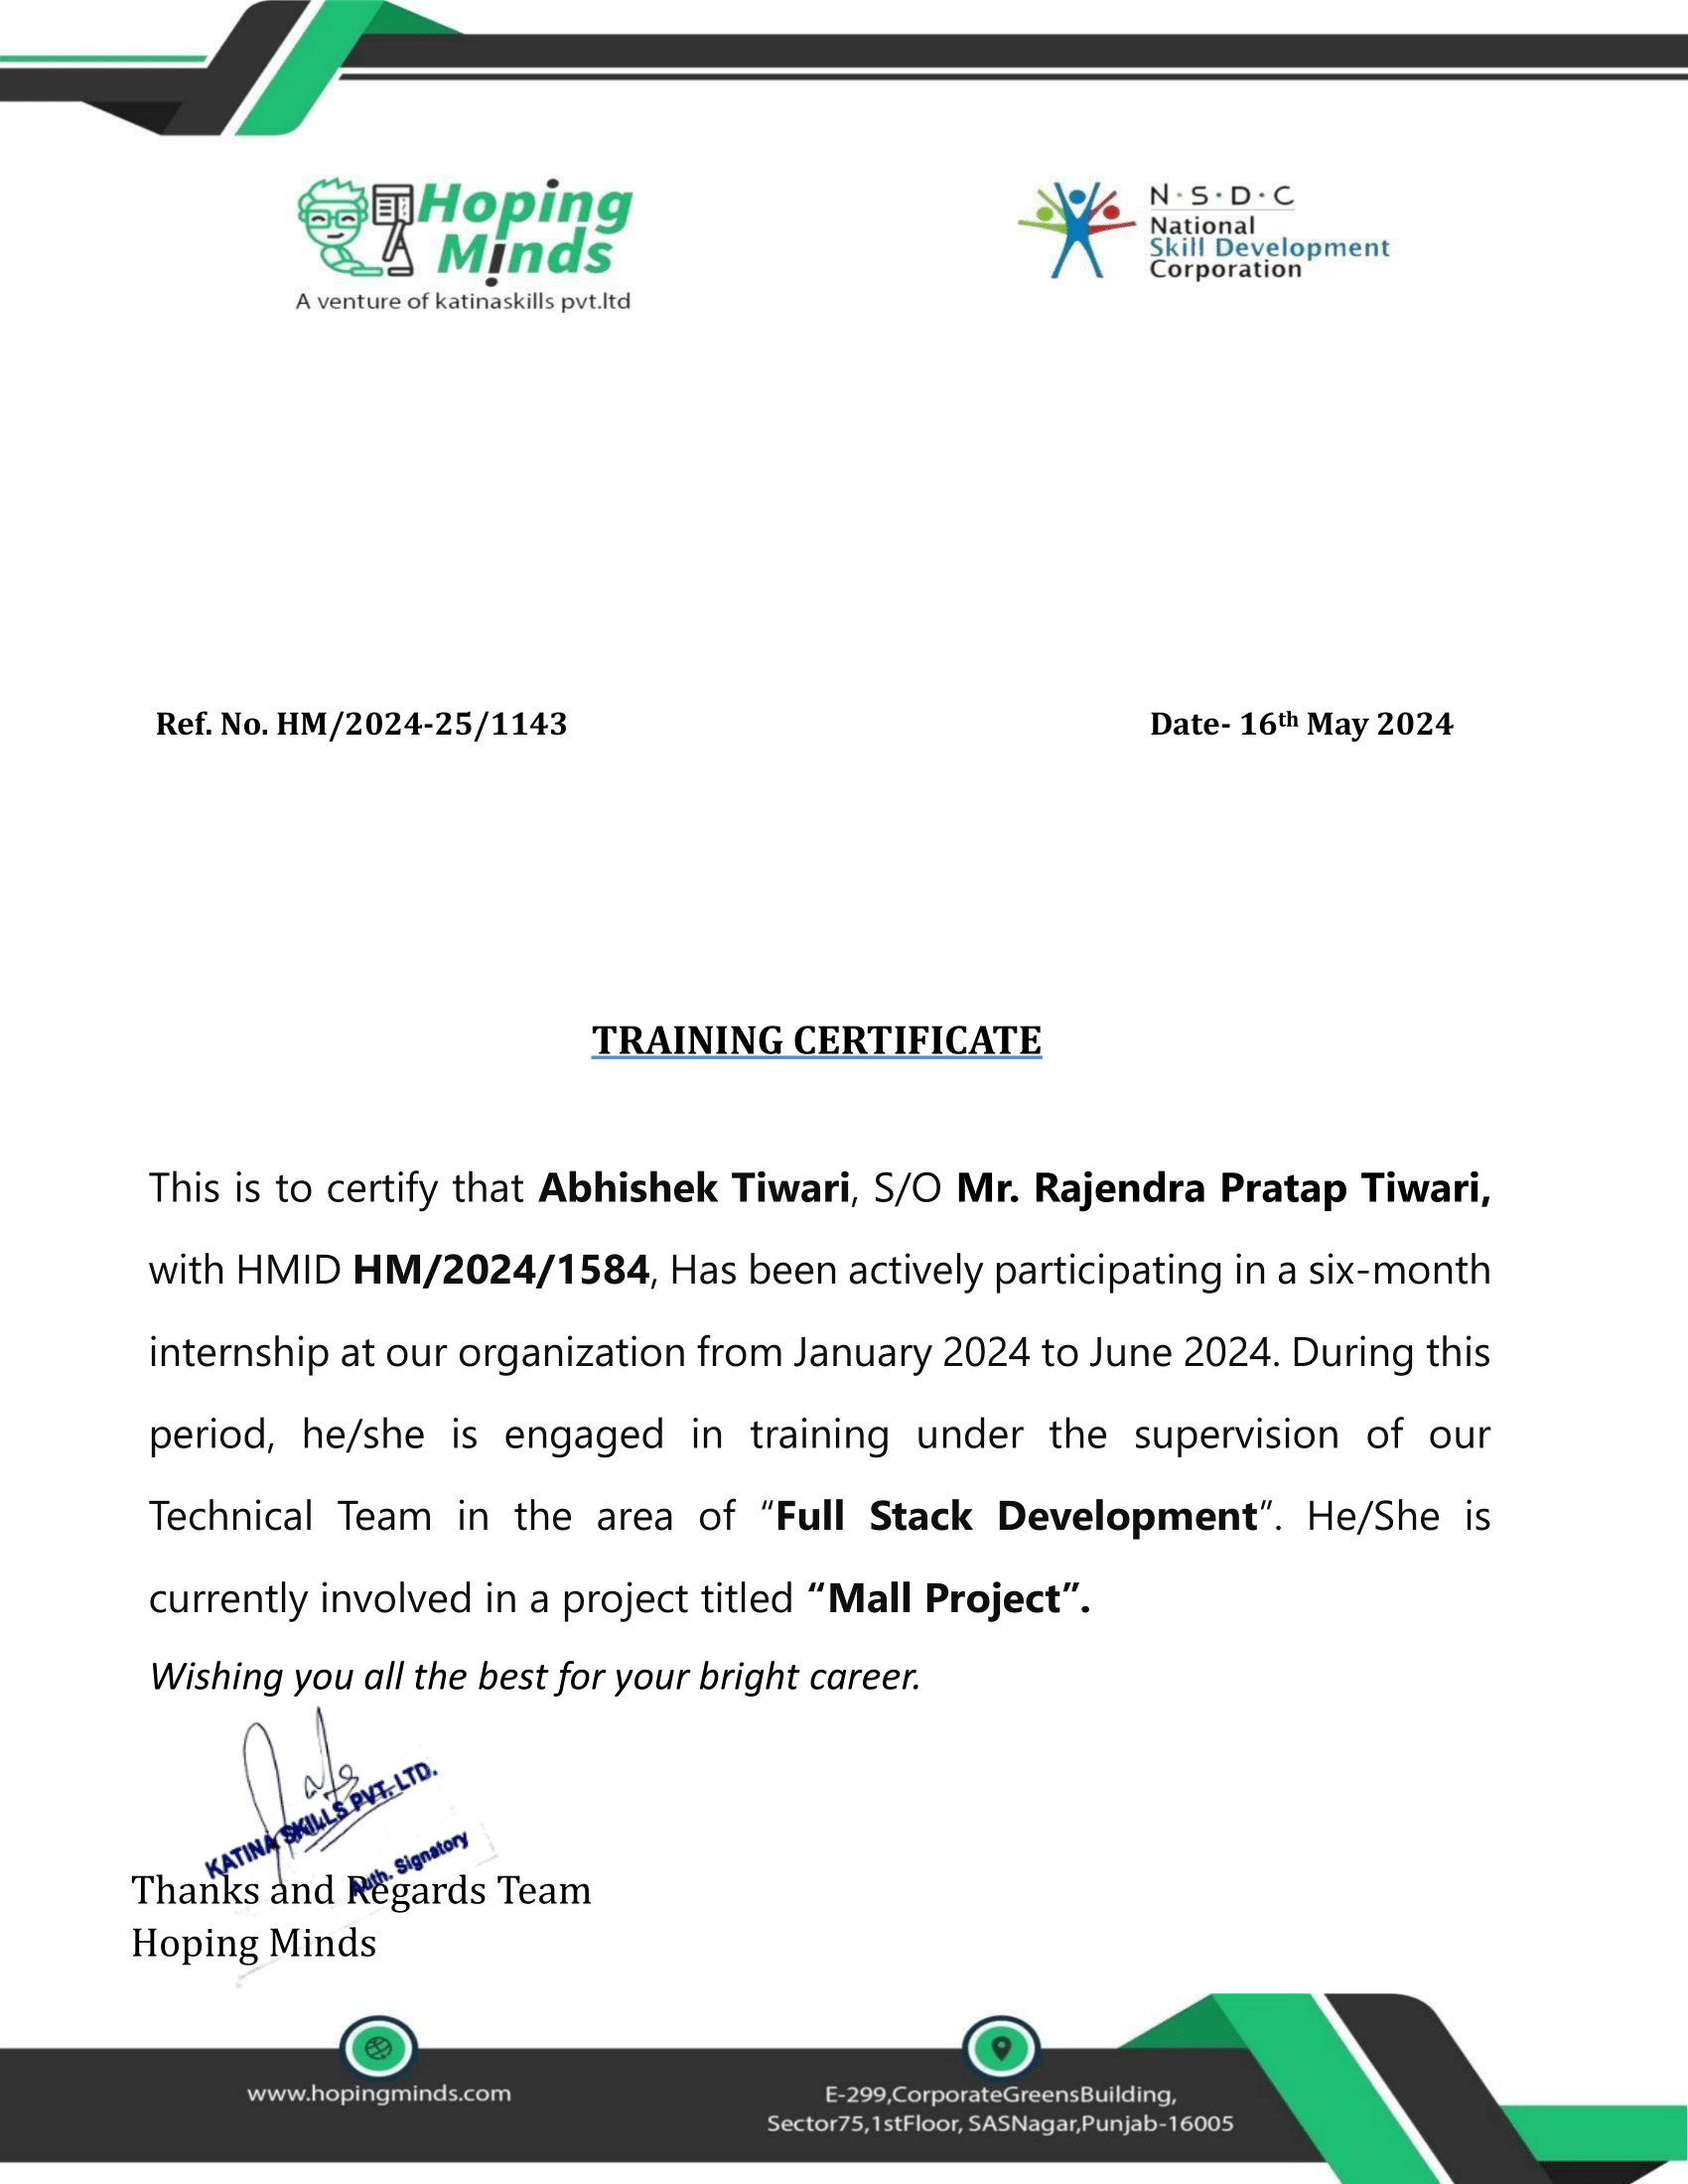 Hoping
Minds
A venture of katinaskills pvt.ltd
N·S·D·C
National
Skill Development
Corporation
Ref. No. HM/2024-25/1143
Date- 16th May 2024
TRAINING CERTIFICATE
This is to certify that Abhishek Tiwari, S/O Mr. Rajendra Pratap Tiwari,
with HMID HM/2024/1584, Has been actively participating in a six-month
internship at our organization from January 2024 to June 2024. During this
period, he/she is engaged in training under the supervision of our
Technical Team in the area of “Full Stack Development”. He/She is
currently involved in a project titled “Mall Project”.
Wishing you all the best for your bright career.
KATINA SKILLS PVT. LTD.
Auth. Signatory
Thanks and Regards Team
Hoping Minds
www.hopingminds.com
E-299,CorporateGreensBuilding,
Sector75,1stFloor, SASNagar,Punjab-16005